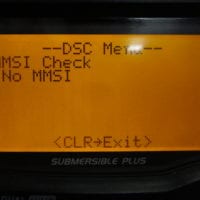 --DSC Menu--
MMSI Check
No MMSI
<CLR→Exit>
SUBMERSIBLE PLUS